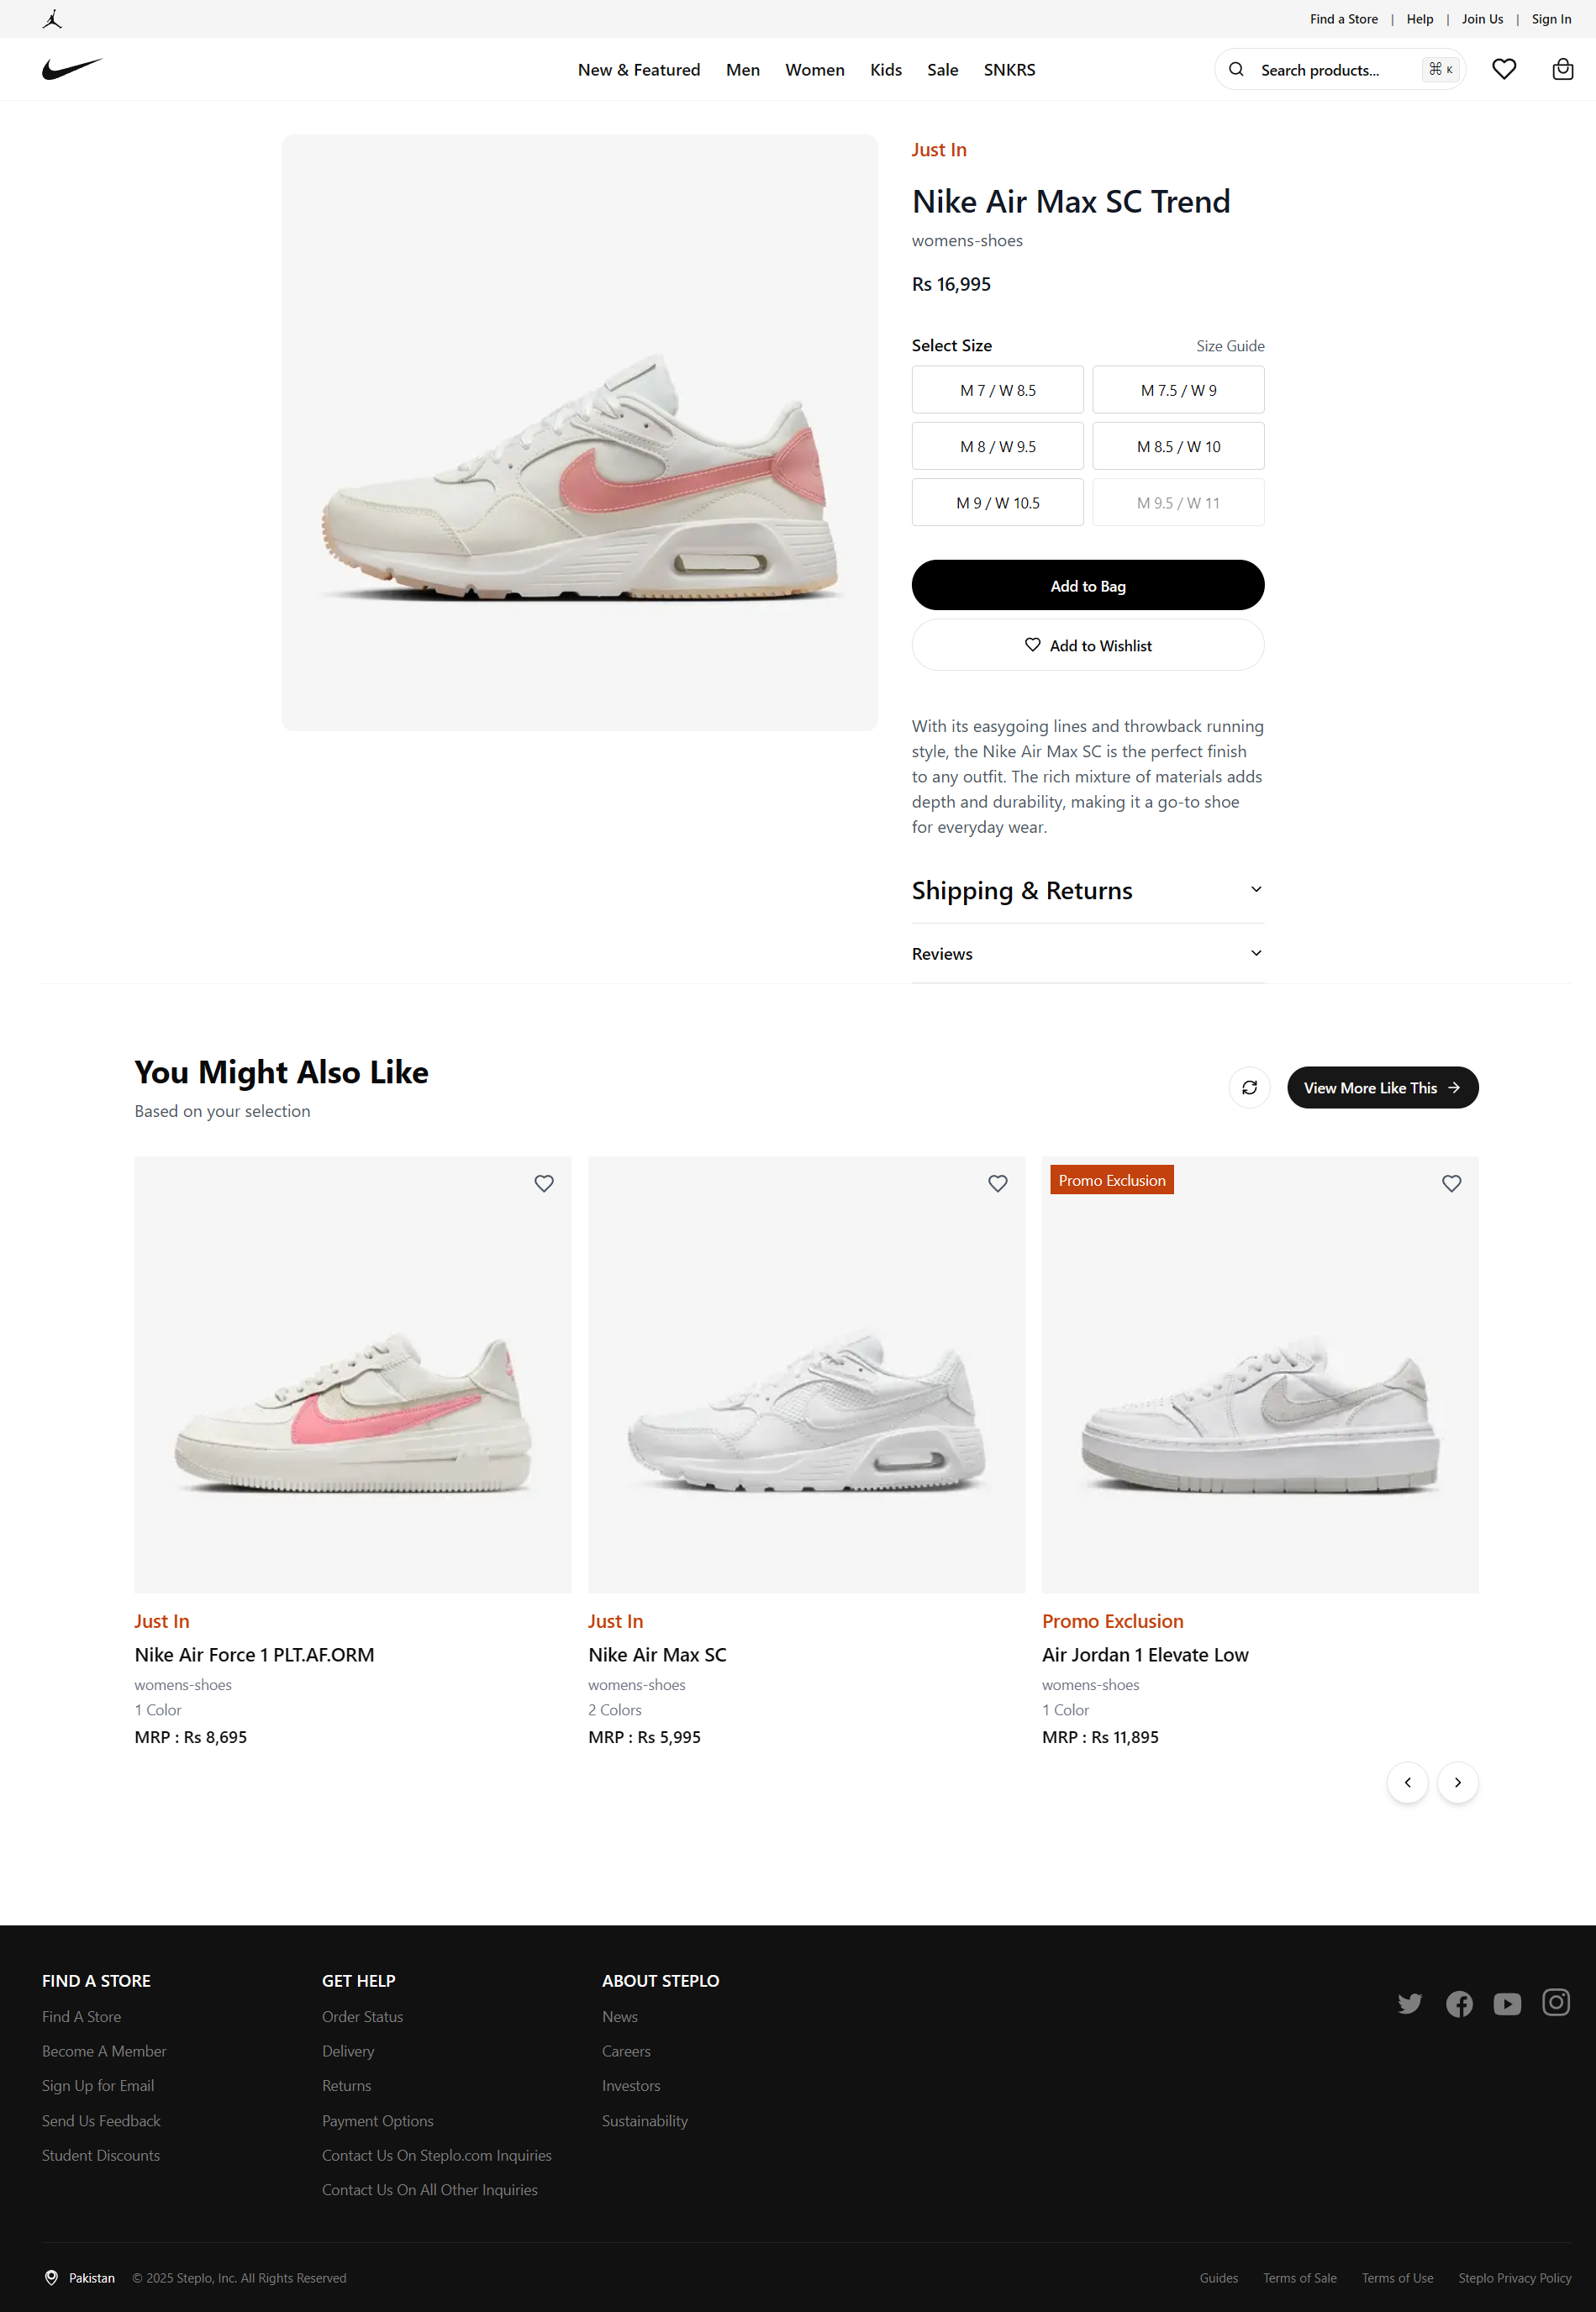 Find a Store | Help | Join Us | Sign In
New & Featured Men Women Kids Sale SNKRS
Search products... ⌘ K
Just In
Nike Air Max SC Trend
womens-shoes
Rs 16,995
Select Size Size Guide
M 7 / W 8.5 M 7.5 / W 9
M 8 / W 9.5 M 8.5 / W 10
M 9 / W 10.5 M 9.5 / W 11
Add to Bag
Add to Wishlist
With its easygoing lines and throwback running
style, the Nike Air Max SC is the perfect finish
to any outfit. The rich mixture of materials adds
depth and durability, making it a go-to shoe
for everyday wear.
Shipping & Returns
Reviews
You Might Also Like
Based on your selection
View More Like This
Promo Exclusion
Just In
Nike Air Force 1 PLT.AF.ORM
womens-shoes
1 Color
MRP : Rs 8,695
Just In
Nike Air Max SC
womens-shoes
2 Colors
MRP : Rs 5,995
Promo Exclusion
Air Jordan 1 Elevate Low
womens-shoes
1 Color
MRP : Rs 11,895
FIND A STORE
Find A Store
Become A Member
Sign Up for Email
Send Us Feedback
Student Discounts
GET HELP
Order Status
Delivery
Returns
Payment Options
Contact Us On Steplo.com Inquiries
Contact Us On All Other Inquiries
ABOUT STEPLO
News
Careers
Investors
Sustainability
Pakistan © 2025 Steplo, Inc. All Rights Reserved
Guides Terms of Sale Terms of Use Steplo Privacy Policy